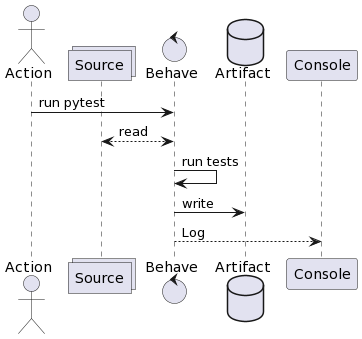 Action
Source
Behave
Artifact
Console
run pytest
read
run tests
write
Log
Action
Source
Behave
Artifact
Console